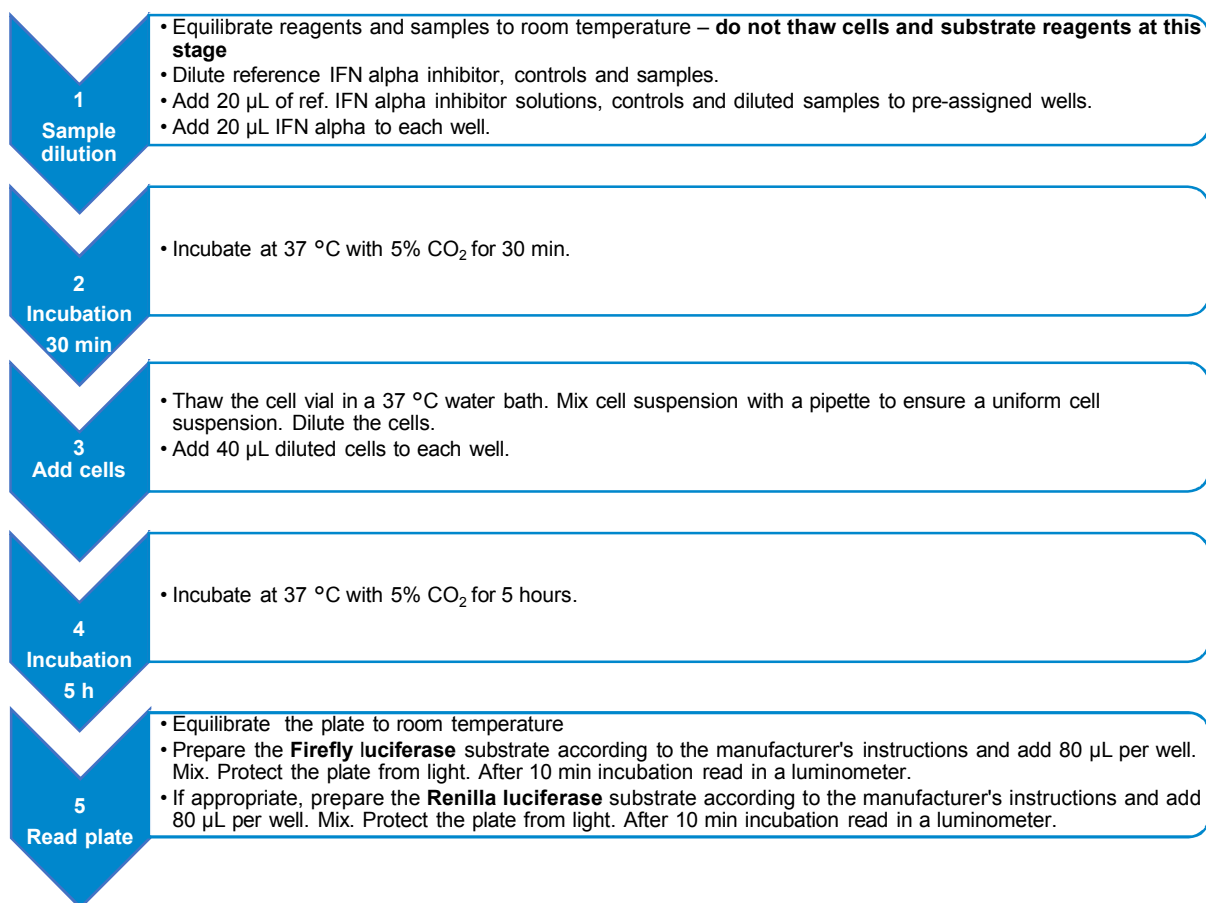 1
Sample
dilution
• Equilibrate reagents and samples to room temperature – do not thaw cells and substrate reagents at this
stage
• Dilute reference IFN alpha inhibitor, controls and samples.
• Add 20 µL of ref. IFN alpha inhibitor solutions, controls and diluted samples to pre-assigned wells.
• Add 20 µL IFN alpha to each well.
2
Incubation
30 min
• Incubate at 37 °C with 5% CO₂ for 30 min.
3
Add cells
• Thaw the cell vial in a 37 °C water bath. Mix cell suspension with a pipette to ensure a uniform cell
suspension. Dilute the cells.
• Add 40 µL diluted cells to each well.
4
Incubation
5 h
• Incubate at 37 °C with 5% CO₂ for 5 hours.
5
Read plate
• Equilibrate the plate to room temperature
• Prepare the Firefly luciferase substrate according to the manufacturer's instructions and add 80 µL per well.
Mix. Protect the plate from light. After 10 min incubation read in a luminometer.
• If appropriate, prepare the Renilla luciferase substrate according to the manufacturer's instructions and add
80 µL per well. Mix. Protect the plate from light. After 10 min incubation read in a luminometer.